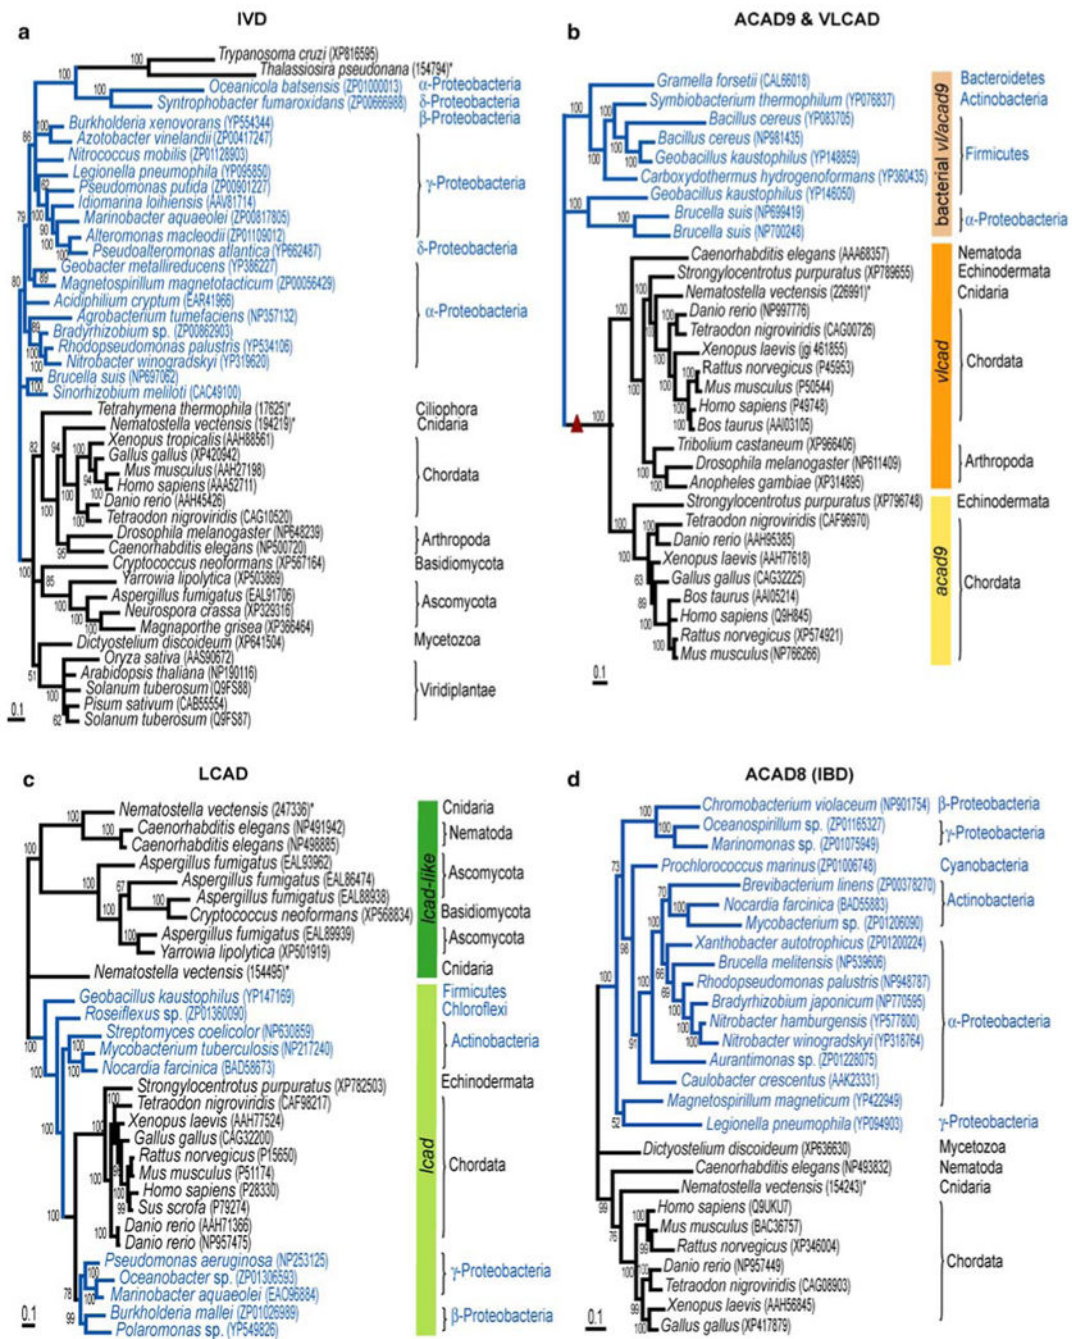 IVD
a
Trypanosoma cruzi (XP816595)
Thalassiosira pseudonana (154794)*
Oceanicola batsensis (ZP01000013) α-Proteobacteria
Syntrophobacter fumaroxidans (ZP00666988) δ-Proteobacteria
Burkholderia xenovorans (YP554344) β-Proteobacteria
Azotobacter vinelandii (ZP00417247)
Nitrococcus mobilis (ZP01128903)
Legionella pneumophila (YP095850)
Pseudomonas putida (ZP00901227) γ-Proteobacteria
Idiomarina loihiensis (AAV81714)
Marinobacter aquaeolei (ZP00817805)
Alteromonas macleodii (ZP01109012)
Pseudoalteromonas atlantica (YP662487) δ-Proteobacteria
Geobacter metallireducens (YP386227)
Magnetospirillum magnetotacticum (ZP00056429)
Acidiphilium cryptum (EAR41966)
Agrobacterium tumefaciens (NP357132) α-Proteobacteria
Bradyrhizobium sp. (ZP00862903)
Rhodopseudomonas palustris (YP534106)
Nitrobacter winogradskyi (YP319620)
Brucella suis (NP697062)
Sinorhizobium meliloti (CAC49100)
Tetrahymena thermophila (17625)* Ciliophora
Nematostella vectensis (194219)* Cnidaria
Xenopus tropicalis (AAH88561)
Gallus gallus (XP420942)
Mus musculus (AAH27198) Chordata
Homo sapiens (AAA52711)
Danio rerio (AAH45426)
Tetraodon nigroviridis (CAG10520)
Drosophila melanogaster (NP648239) Arthropoda
Caenorhabditis elegans (NP500720)
Cryptococcus neoformans (XP567164) Basidiomycota
Yarrowia lipolytica (XP503869)
Aspergillus fumigatus (EAL91706) Ascomycota
Neurospora crassa (XP329316)
Magnaporthe grisea (XP366464)
Dictyostelium discoideum (XP641504) Mycetozoa
Oryza sativa (AAS90672)
Arabidopsis thaliana (NP190116)
Solanum tuberosum (Q9FS88) Viridiplantae
Pisum sativum (CAB55554)
Solanum tuberosum (Q9FS87)
0.1
ACAD9 & VLCAD
b
Gramella forsetii (CAL66018) Bacteroidetes
Symbiobacterium thermophilum (YP076837) Actinobacteria
Bacillus cereus (YP083705)
Bacillus cereus (NP981435)
Geobacillus kaustophilus (YP148859) Firmicutes
Carboxydothermus hydrogenoformans (YP360435)
Geobacillus kaustophilus (YP146050)
Brucella suis (NP699419) α-Proteobacteria
Brucella suis (NP700248)
bacterial vl/acad9
Caenorhabditis elegans (AAA68357) Nematoda
Strongylocentrotus purpuratus (XP789655) Echinodermata
Nematostella vectensis (226991)* Cnidaria
Danio rerio (NP997776)
Tetraodon nigroviridis (CAG00726)
Xenopus laevis (jgi 461855)
Rattus norvegicus (P45953) Chordata
Mus musculus (P50544)
Homo sapiens (P49748)
Bos taurus (AAI03105)
Tribolium castaneum (XP966406)
Drosophila melanogaster (NP611409) Arthropoda
Anopheles gambiae (XP314895)
vlcad
Strongylocentrotus purpuratus (XP796748) Echinodermata
Tetraodon nigroviridis (CAF96970)
Danio rerio (AAH95385)
Xenopus laevis (AAH77618)
Gallus gallus (CAG32225) Chordata
Bos taurus (AAI05214)
Homo sapiens (Q9H845)
Rattus norvegicus (XP574921)
Mus musculus (NP766266)
acad9
0.1
LCAD
c
Nematostella vectensis (247336)* Cnidaria
Caenorhabditis elegans (NP491942) Nematoda
Caenorhabditis elegans (NP498885)
Aspergillus fumigatus (EAL93962)
Aspergillus fumigatus (EAL86474) Ascomycota
Aspergillus fumigatus (EAL88938)
Cryptococcus neoformans (XP568834) Basidiomycota
Aspergillus fumigatus (EAL89939) Ascomycota
Yarrowia lipolytica (XP501919)
Nematostella vectensis (154495)* Cnidaria
lcad-like
Geobacillus kaustophilus (YP147169) Firmicutes
Roseiflexus sp. (ZP01360090) Chloroflexi
Streptomyces coelicolor (NP630859)
Mycobacterium tuberculosis (NP217240) Actinobacteria
Nocardia farcinica (BAD58673)
Strongylocentrotus purpuratus (XP782503) Echinodermata
Tetraodon nigroviridis (CAF98217)
Xenopus laevis (AAH77524)
Gallus gallus (CAG32200)
Rattus norvegicus (P15650) Chordata
Mus musculus (P51174)
Homo sapiens (P28330)
Sus scrofa (P79274)
Danio rerio (AAH71366)
Danio rerio (NP957475)
Pseudomonas aeruginosa (NP253125)
Oceanobacter sp. (ZP01306593) γ-Proteobacteria
Marinobacter aquaeolei (EAO96884)
Burkholderia mallei (ZP01026989) β-Proteobacteria
Polaromonas sp. (YP549826)
lcad
0.1
ACAD8 (IBD)
d
Chromobacterium violaceum (NP901754) β-Proteobacteria
Oceanospirillum sp. (ZP01165327) γ-Proteobacteria
Marinomonas sp. (ZP01075949)
Prochlorococcus marinus (ZP01006748) Cyanobacteria
Brevibacterium linens (ZP00378270)
Nocardia farcinica (BAD55883) Actinobacteria
Mycobacterium sp. (ZP01206090)
Xanthobacter autotrophicus (ZP01200224)
Brucella melitensis (NP539606)
Rhodopseudomonas palustris (NP948787)
Bradyrhizobium japonicum (NP770595)
Nitrobacter hamburgensis (YP577800) α-Proteobacteria
Nitrobacter winogradskyi (YP318764)
Aurantimonas sp. (ZP01228075)
Caulobacter crescentus (AAK23331)
Magnetospirillum magneticum (YP422949)
Legionella pneumophila (YP094903) γ-Proteobacteria
Dictyostelium discoideum (XP636630) Mycetozoa
Caenorhabditis elegans (NP493832) Nematoda
Nematostella vectensis (154243)* Cnidaria
Homo sapiens (Q9UKU7)
Mus musculus (BAC36757)
Rattus norvegicus (XP346004)
Danio rerio (NP957449) Chordata
Tetraodon nigroviridis (CAG08903)
Xenopus laevis (AAH56845)
Gallus gallus (XP417879)
0.1